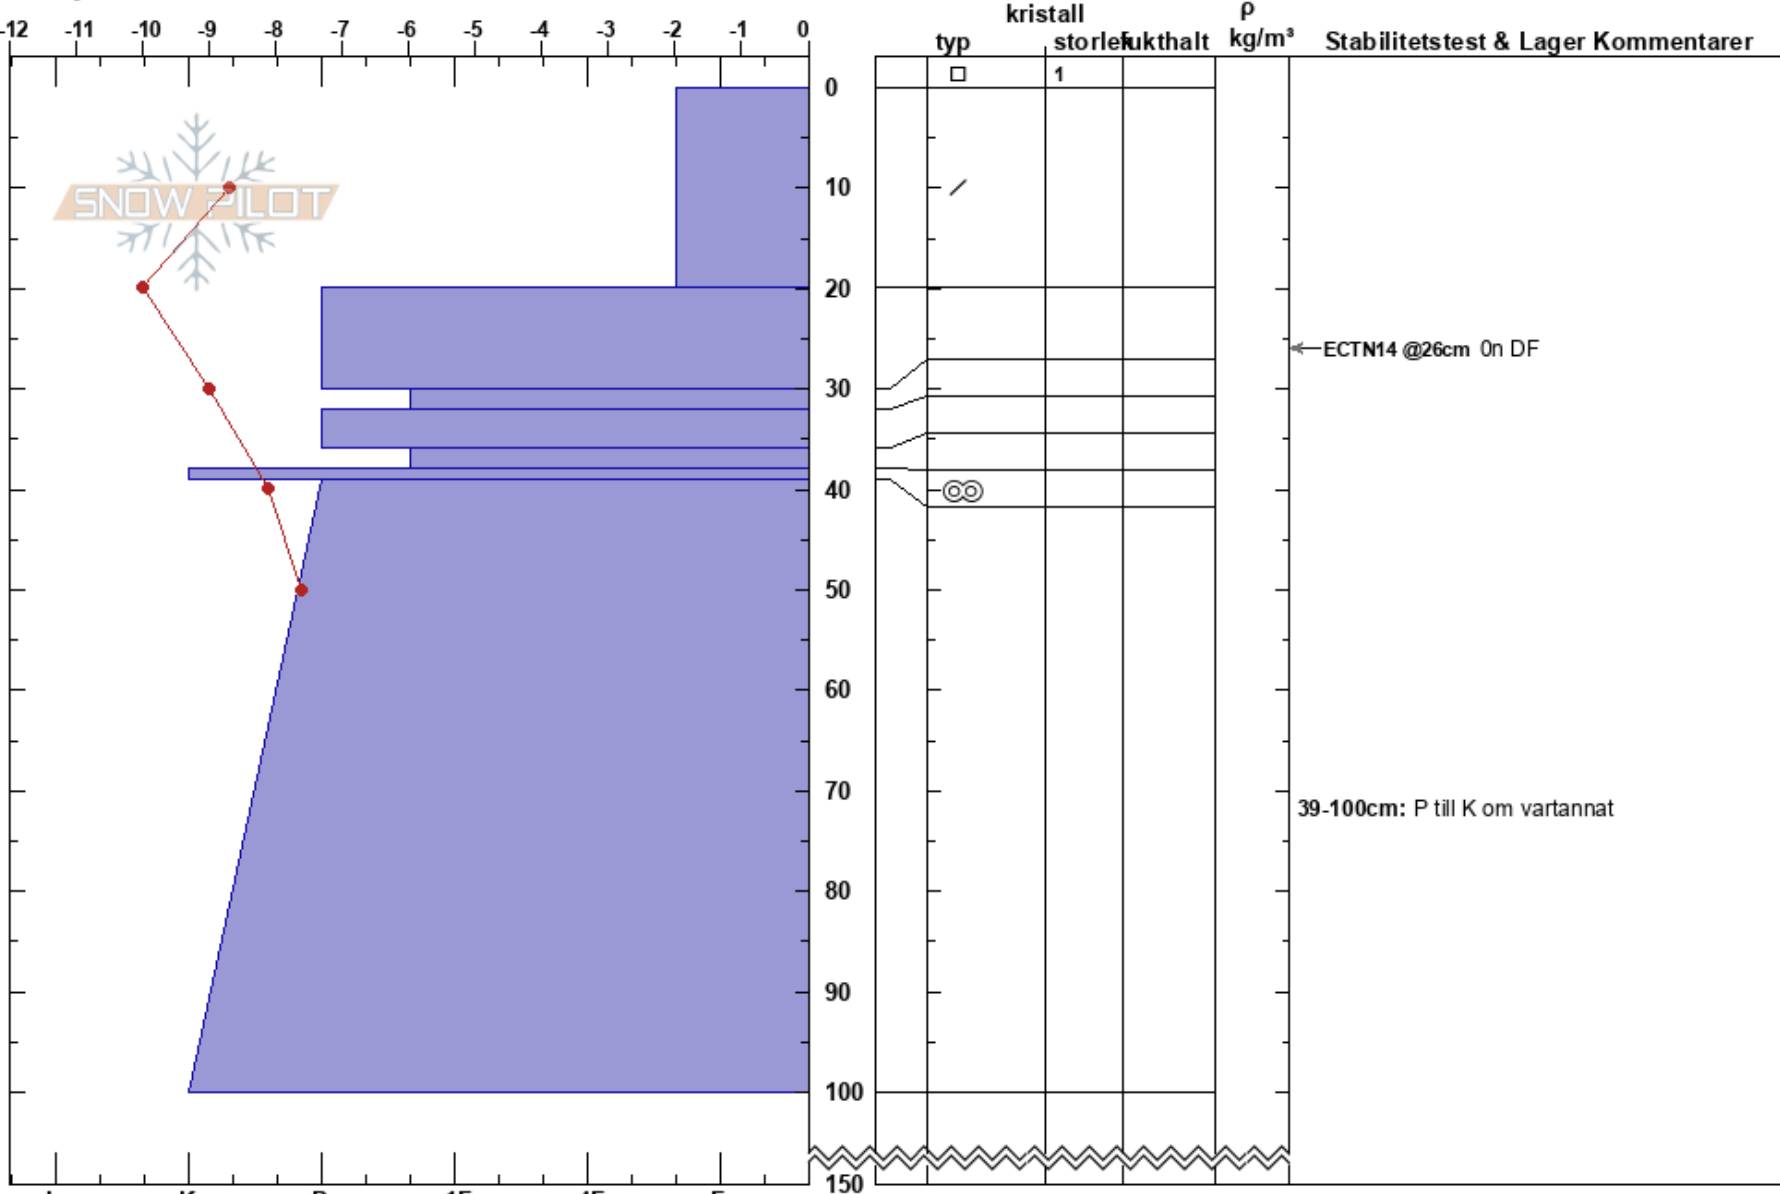 kristall ρ
-12 -11 -10 -9 -8 -7 -6 -5 -4 -3 -2 -1 0 typ storlek fukthalt kg/m³ Stabilitetstest & Lager Kommentarer
1
0
SNOW PILOT
10
20
ECTN14 @26cm 0n DF
30
40
50
60
70
39-100cm: P till K om vartannat
80
90
100
150